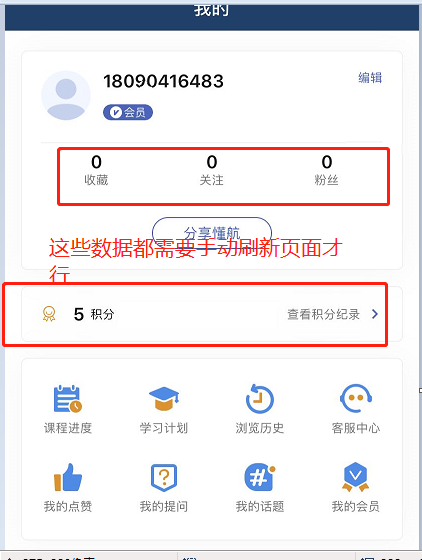 我的
18090416483
编辑
会员
0 0 0
收藏 关注 粉丝
分享懂航
这些数据都需要手动刷新页面才
行
5 积分 查看积分纪录
课程进度 学习计划 浏览历史 客服中心
我的点赞 我的提问 我的话题 我的会员